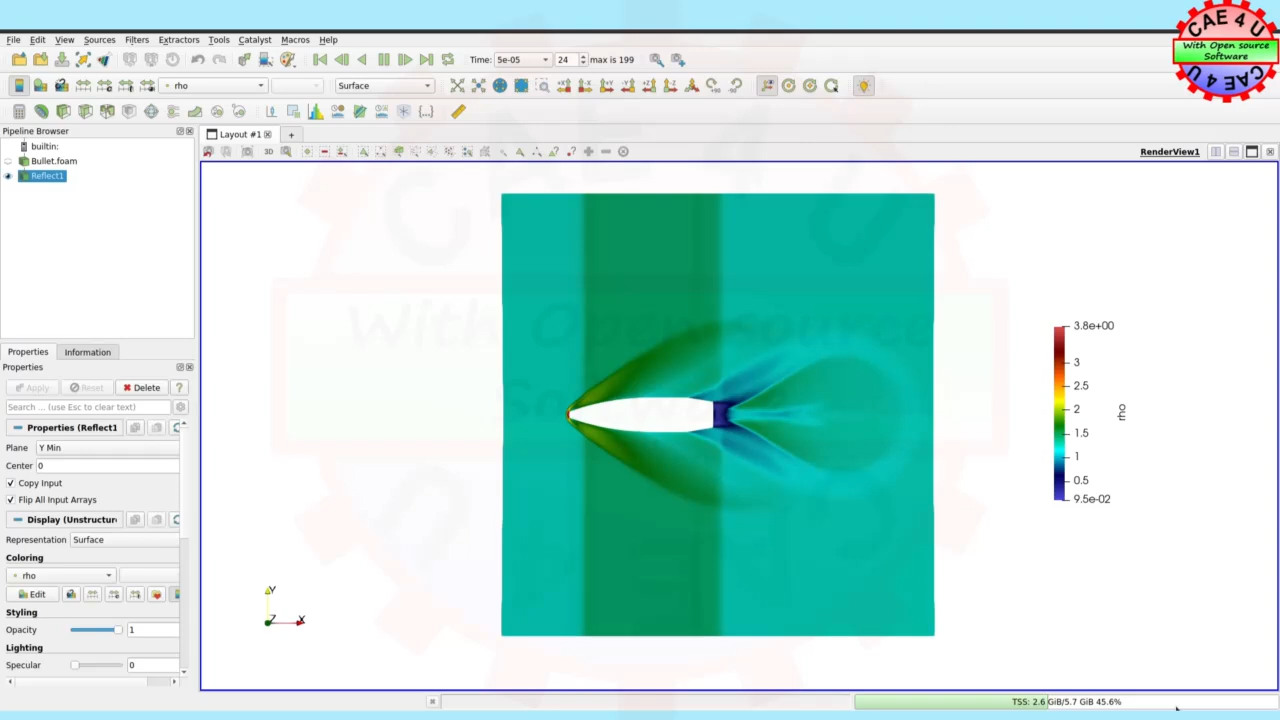 CAE 4 U
With Open source
Software
CAE 4 U
File Edit View Sources Filters Extractors Tools Catalyst Macros Help
Time: 5e-05 24 max is 199
rho Surface
Pipeline Browser
Layout #1 +
builtin:
Bullet.foam
Reflect1
3D
RenderView1
With Open source
Software
3.8e+00
3
2.5
2
1.5
1
0.5
9.5e-02
rho
Properties Information
Properties
Apply Reset Delete ?
Search ... (use Esc to clear text)
Properties (Reflect1
Plane Y Min
Center 0
Copy Input
Flip All Input Arrays
Display (Unstructur
Representation Surface
Coloring
rho
Edit
Styling
Opacity 1
Lighting
Specular 0
Y
Z X
TSS: 2.6 GiB/5.7 GiB 45.6%